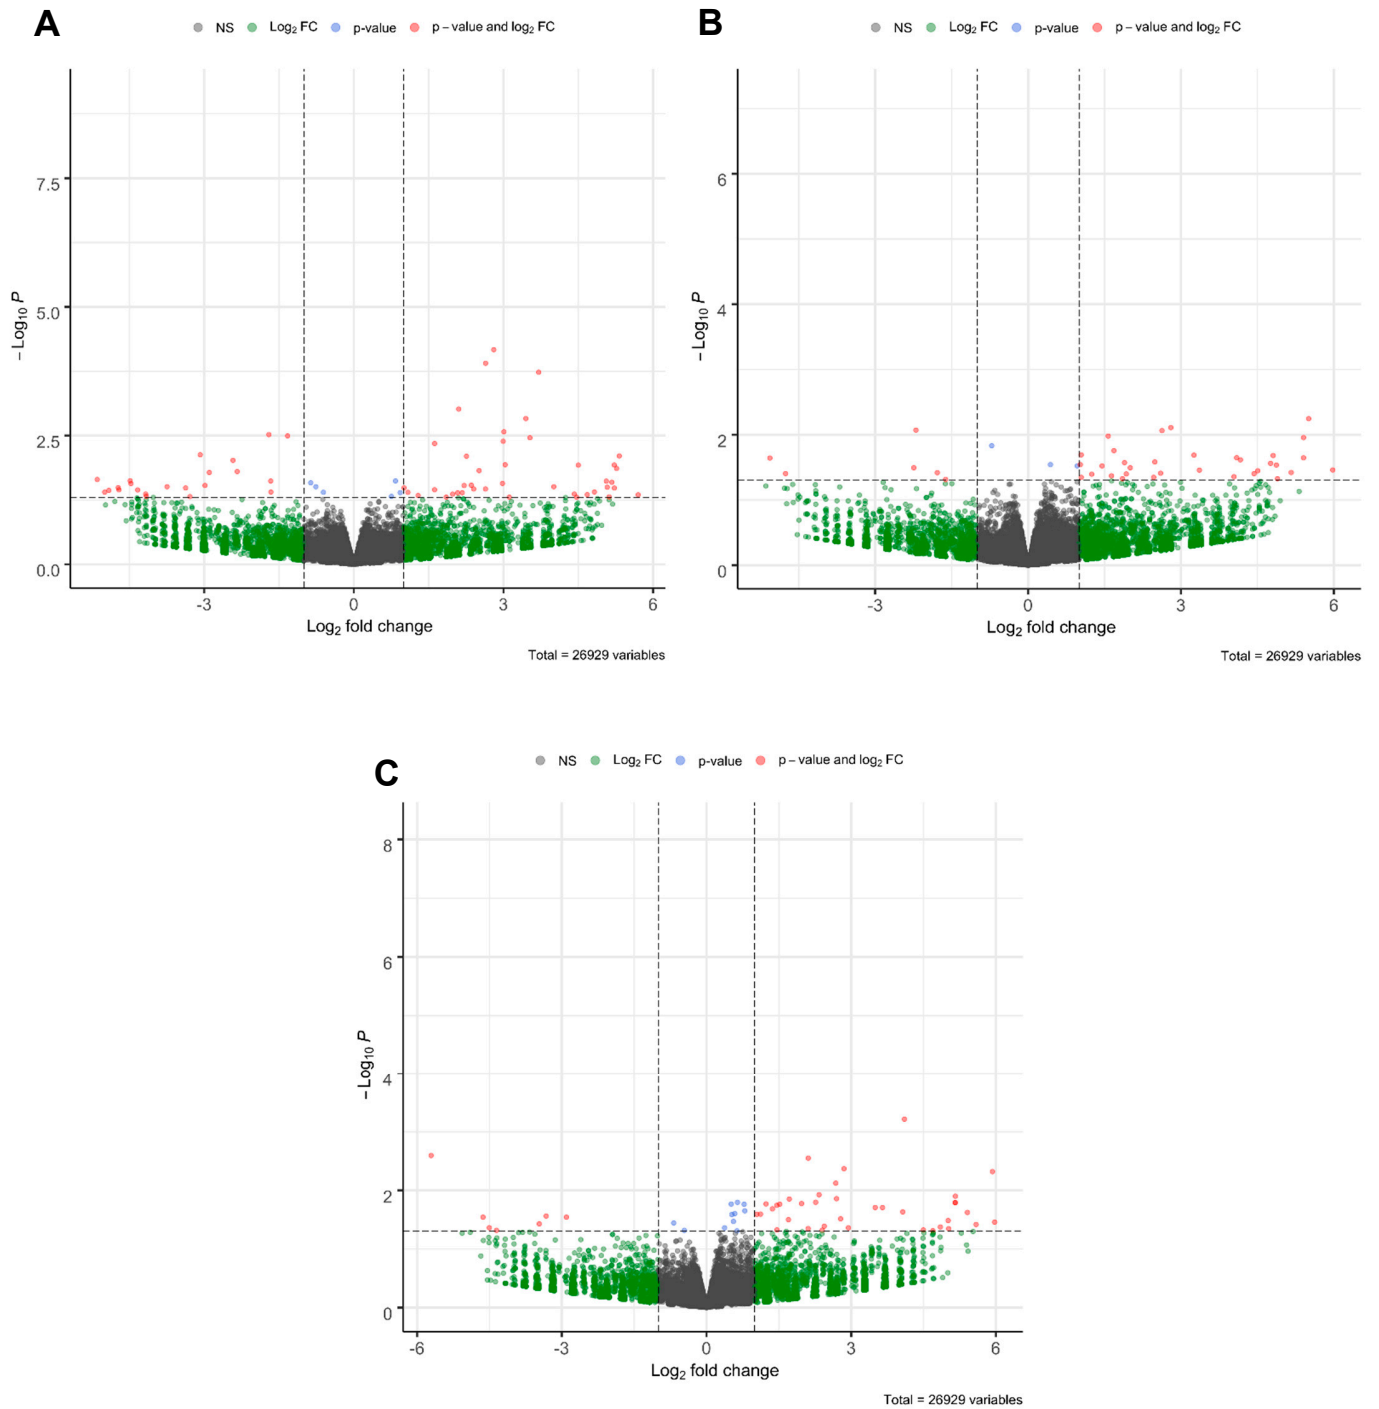 A
NS Log₂ FC p-value p – value and log₂ FC
7.5
5.0
2.5
0.0
– Log₁₀ P
-3 0 3 6
Log₂ fold change
Total = 26929 variables
B
NS Log₂ FC p-value p – value and log₂ FC
6
4
2
0
– Log₁₀ P
-3 0 3 6
Log₂ fold change
Total = 26929 variables
C
NS Log₂ FC p-value p – value and log₂ FC
8
6
4
2
0
– Log₁₀ P
-6 -3 0 3 6
Log₂ fold change
Total = 26929 variables